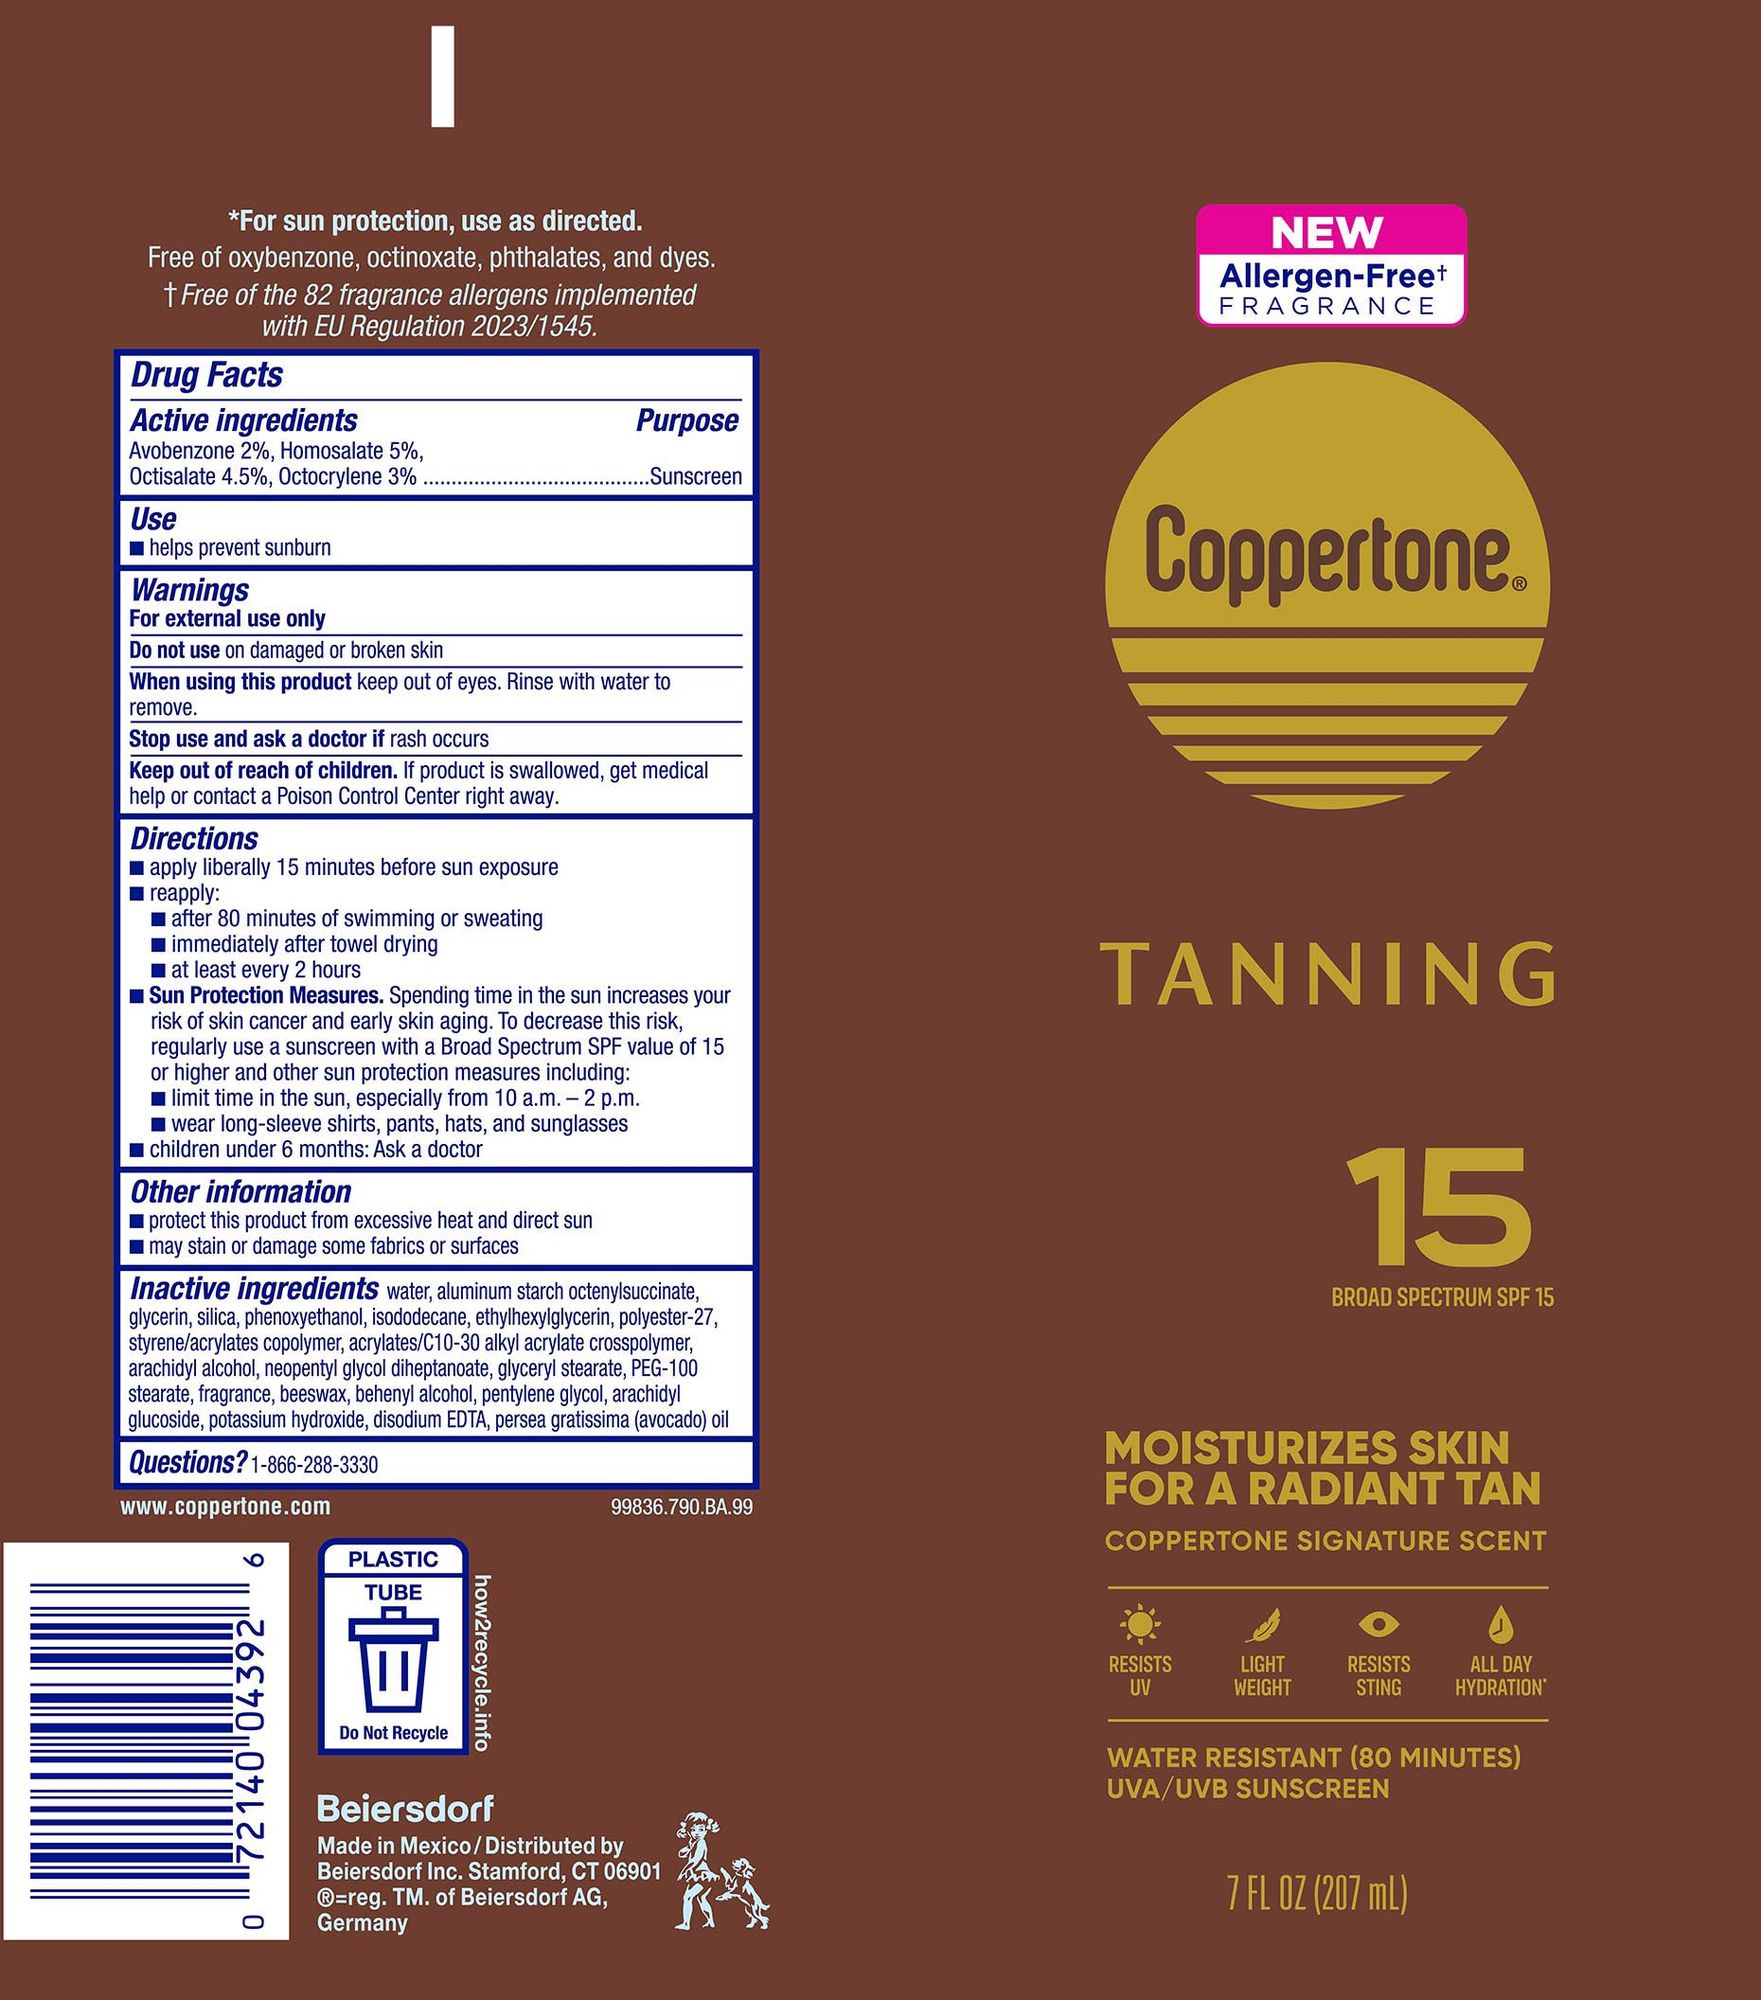 *For sun protection, use as directed.
Free of oxybenzone, octinoxate, phthalates, and dyes.
† Free of the 82 fragrance allergens implemented
with EU Regulation 2023/1545.
Drug Facts
Active ingredients Purpose
Avobenzone 2%, Homosalate 5%,
Octisalate 4.5%, Octocrylene 3% ........................................Sunscreen
Use
■ helps prevent sunburn
Warnings
For external use only
Do not use on damaged or broken skin
When using this product keep out of eyes. Rinse with water to
remove.
Stop use and ask a doctor if rash occurs
Keep out of reach of children. If product is swallowed, get medical
help or contact a Poison Control Center right away.
Directions
■ apply liberally 15 minutes before sun exposure
■ reapply:
■ after 80 minutes of swimming or sweating
■ immediately after towel drying
■ at least every 2 hours
■ Sun Protection Measures. Spending time in the sun increases your
risk of skin cancer and early skin aging. To decrease this risk,
regularly use a sunscreen with a Broad Spectrum SPF value of 15
or higher and other sun protection measures including:
■ limit time in the sun, especially from 10 a.m. – 2 p.m.
■ wear long-sleeve shirts, pants, hats, and sunglasses
■ children under 6 months: Ask a doctor
Other information
■ protect this product from excessive heat and direct sun
■ may stain or damage some fabrics or surfaces
Inactive ingredients water, aluminum starch octenylsuccinate,
glycerin, silica, phenoxyethanol, isododecane, ethylhexylglycerin, polyester-27,
styrene/acrylates copolymer, acrylates/C10-30 alkyl acrylate crosspolymer,
arachidyl alcohol, neopentyl glycol diheptanoate, glyceryl stearate, PEG-100
stearate, fragrance, beeswax, behenyl alcohol, pentylene glycol, arachidyl
glucoside, potassium hydroxide, disodium EDTA, persea gratissima (avocado) oil
Questions? 1-866-288-3330
www.coppertone.com 99836.790.BA.99
0 72140 04392 6
PLASTIC
TUBE
Do Not Recycle
how2recycle.info
Beiersdorf
Made in Mexico / Distributed by
Beiersdorf Inc. Stamford, CT 06901
®=reg. TM. of Beiersdorf AG,
Germany
NEW
Allergen-Free†
FRAGRANCE
Coppertone®
TANNING
15
BROAD SPECTRUM SPF 15
MOISTURIZES SKIN
FOR A RADIANT TAN
COPPERTONE SIGNATURE SCENT
RESISTS
UV
LIGHT
WEIGHT
RESISTS
STING
ALL DAY
HYDRATION*
WATER RESISTANT (80 MINUTES)
UVA/UVB SUNSCREEN
7 FL OZ (207 mL)